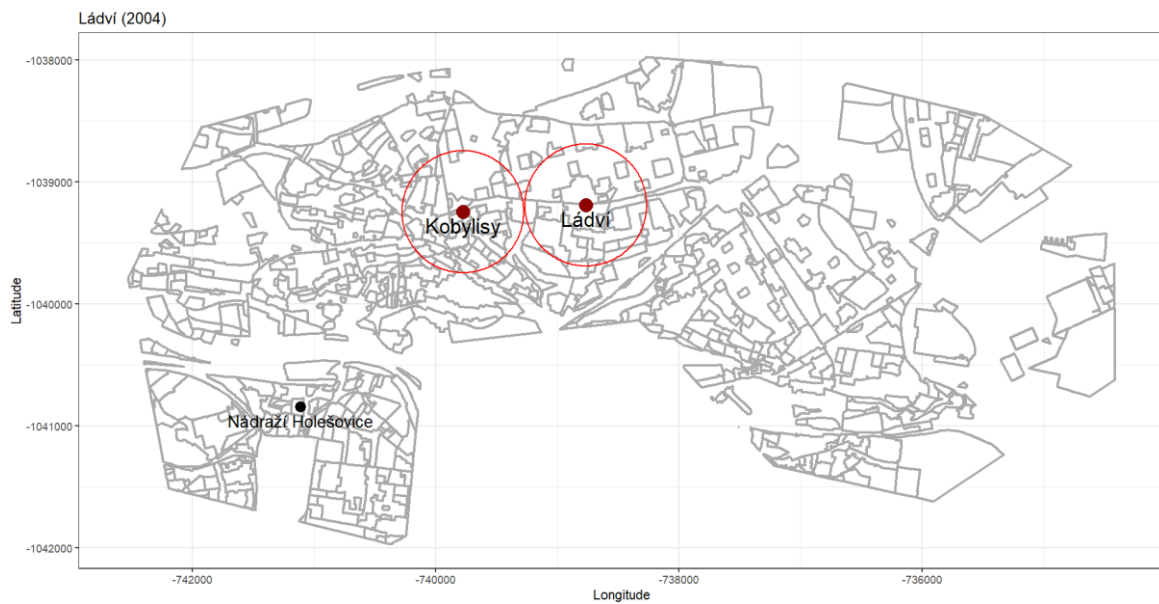 Ládví (2004)
-1038000
-1039000
Kobylisy
Ládví
-1040000
Latitude
-1041000
Nádraží Holešovice
-1042000
-742000
-740000
-738000
-736000
Longitude